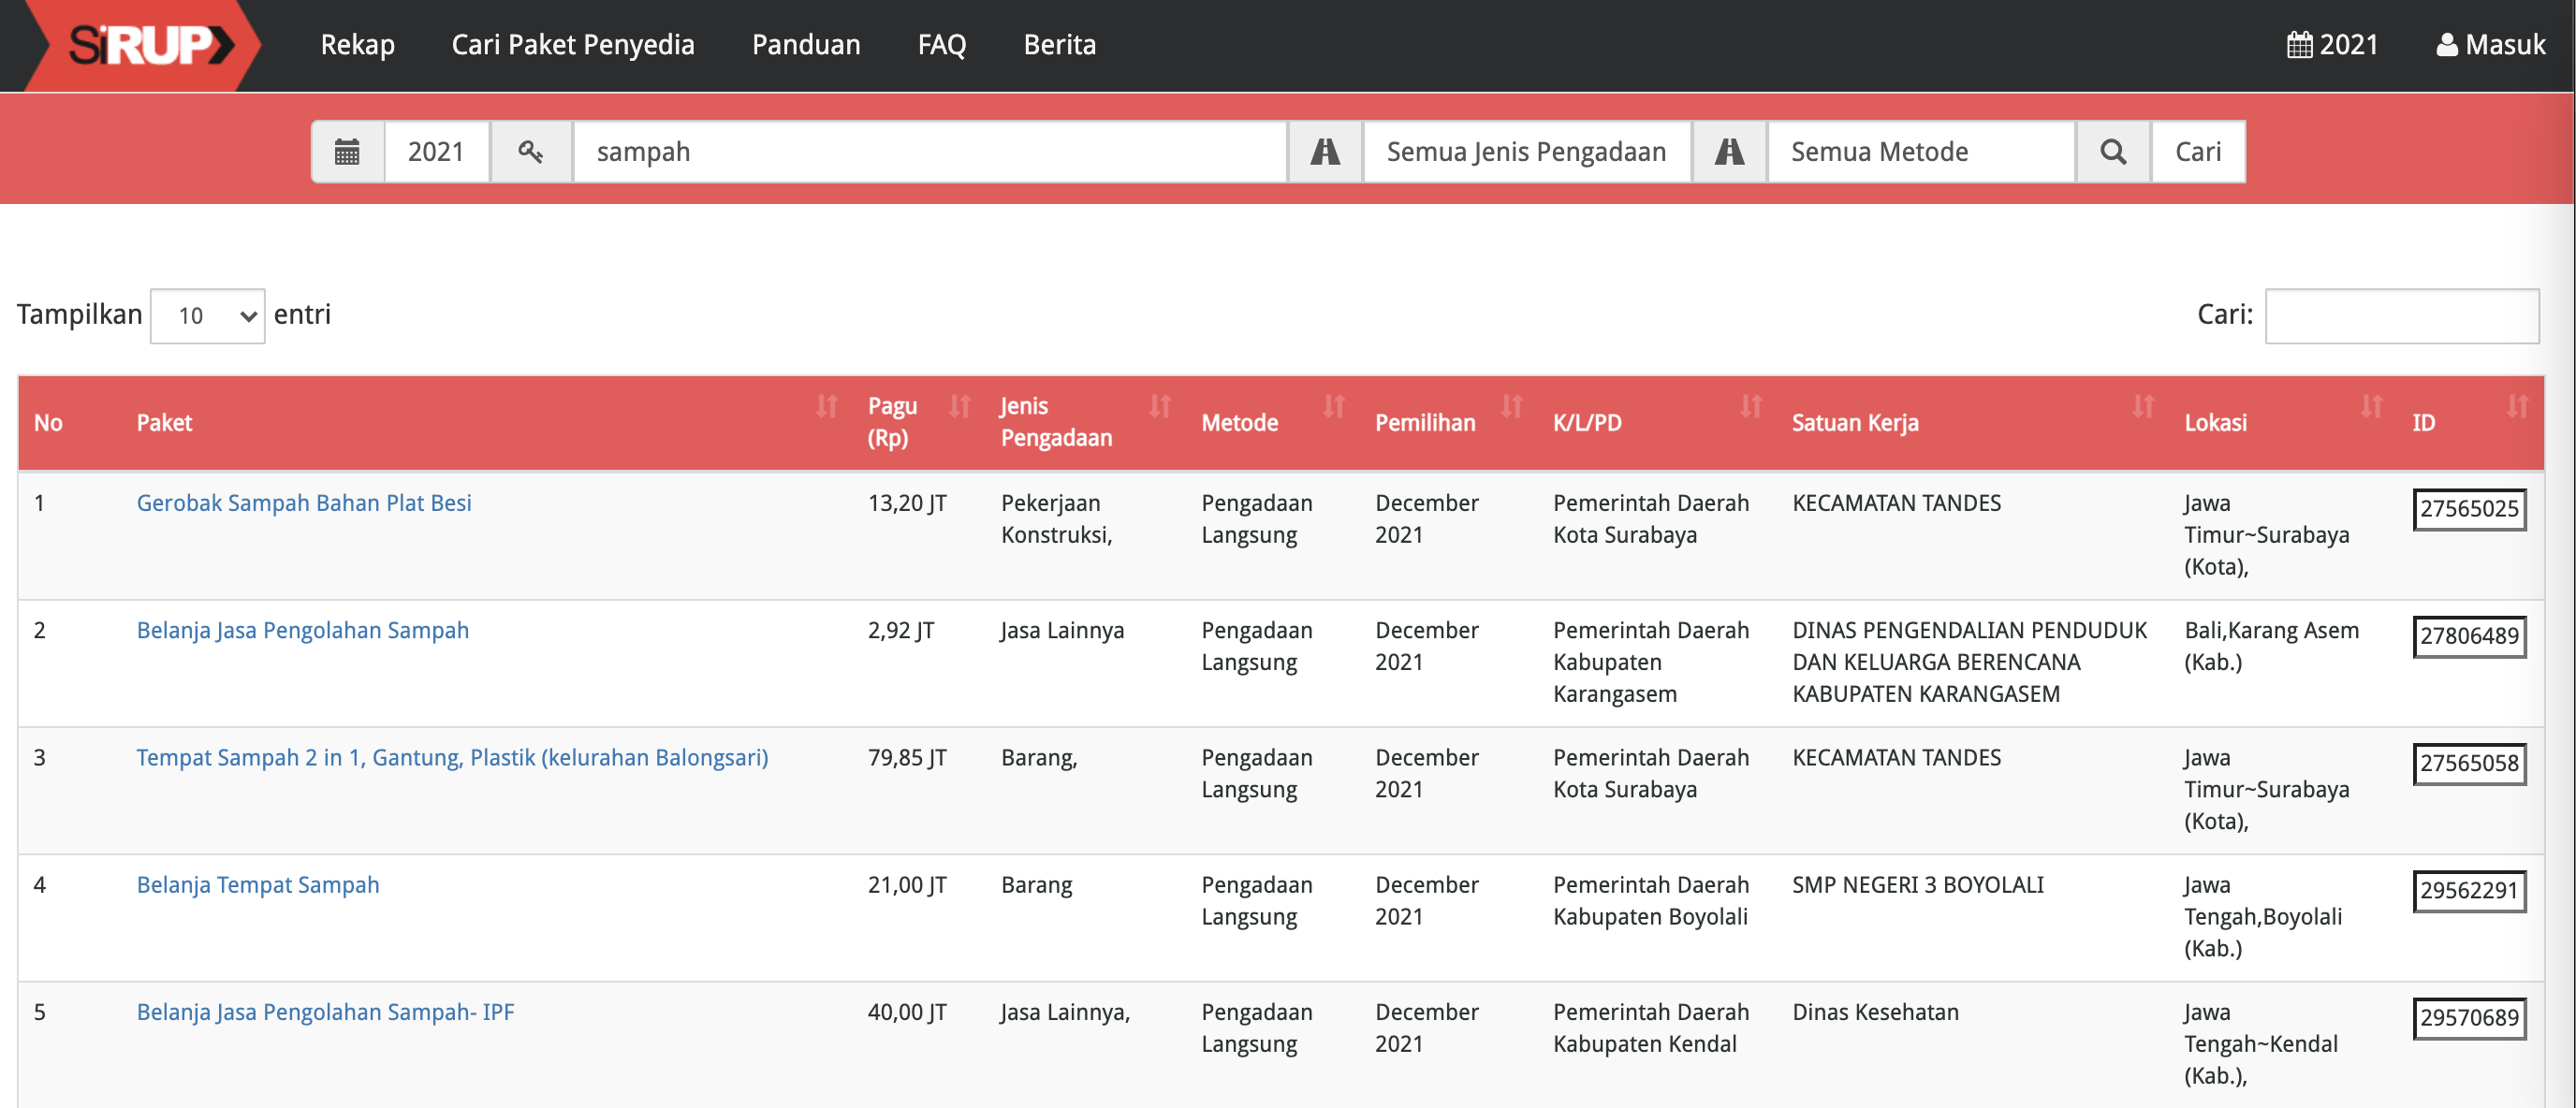 SiRUP
Rekap
Cari Paket Penyedia
Panduan
FAQ
Berita
2021
Masuk
2021
sampah
Semua Jenis Pengadaan
Semua Metode
Cari
Tampilkan 10 entri
Cari:
No
Paket
Pagu
(Rp)
Jenis
Pengadaan
Metode
Pemilihan
K/L/PD
Satuan Kerja
Lokasi
ID
1
Gerobak Sampah Bahan Plat Besi
13,20 JT
Pekerjaan
Konstruksi,
Pengadaan
Langsung
December
2021
Pemerintah Daerah
Kota Surabaya
KECAMATAN TANDES
Jawa
Timur~Surabaya
(Kota),
27565025
2
Belanja Jasa Pengolahan Sampah
2,92 JT
Jasa Lainnya
Pengadaan
Langsung
December
2021
Pemerintah Daerah
Kabupaten
Karangasem
DINAS PENGENDALIAN PENDUDUK
DAN KELUARGA BERENCANA
KABUPATEN KARANGASEM
Bali,Karang Asem
(Kab.)
27806489
3
Tempat Sampah 2 in 1, Gantung, Plastik (kelurahan Balongsari)
79,85 JT
Barang,
Pengadaan
Langsung
December
2021
Pemerintah Daerah
Kota Surabaya
KECAMATAN TANDES
Jawa
Timur~Surabaya
(Kota),
27565058
4
Belanja Tempat Sampah
21,00 JT
Barang
Pengadaan
Langsung
December
2021
Pemerintah Daerah
Kabupaten Boyolali
SMP NEGERI 3 BOYOLALI
Jawa
Tengah,Boyolali
(Kab.)
29562291
5
Belanja Jasa Pengolahan Sampah- IPF
40,00 JT
Jasa Lainnya,
Pengadaan
Langsung
December
2021
Pemerintah Daerah
Kabupaten Kendal
Dinas Kesehatan
Jawa
Tengah~Kendal
(Kab.),
29570689